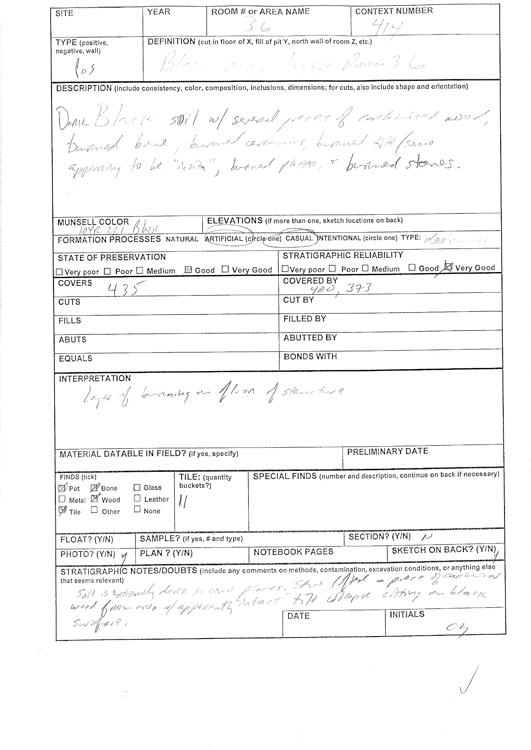 SITE YEAR ROOM # OR AREA NAME CONTEXT NUMBER
36 414
TYPE (positive, negative, wall) DEFINITION (cut in floor of X, fill of pit Y, north wall of room Z, etc.)
Pos Room 36
DESCRIPTION (include consistency, color, composition, inclusions, dimensions; for cuts, also include shape and orientation)
Dark Black soil w/ several pieces of carbonized wood,
burned bone, burned ceramics, burned tile/some
appearing to be "insitu", burned plaster, + burned stones.
MUNSELL COLOR ELEVATIONS (if more than one, sketch locations on back)
10YR 2/1 Black
FORMATION PROCESSES NATURAL ARTIFICIAL (circle one) CASUAL INTENTIONAL (circle one) TYPE:
STATE OF PRESERVATION STRATIGRAPHIC RELIABILITY
Very poor Poor Medium Good Very Good Very poor Poor Medium Good Very Good
COVERS 435 COVERED BY 400, 373
CUTS CUT BY
FILLS FILLED BY
ABUTS ABUTTED BY
EQUALS BONDS WITH
INTERPRETATION
layer of burning on floor of structure
MATERIAL DATABLE IN FIELD? (if yes, specify) PRELIMINARY DATE
FINDS (tick) TILE: (quantity buckets?) SPECIAL FINDS (number and description, continue on back if necessary)
Pot Bone Glass 11
Metal Wood Leather
Tile Other None
FLOAT? (Y/N) SAMPLE? (if yes, # and type) SECTION? (Y/N) N
PHOTO? (Y/N) y PLAN ? (Y/N) NOTEBOOK PAGES SKETCH ON BACK? (Y/N) y
STRATIGRAPHIC NOTES/DOUBTS (include any comments on methods, contamination, excavation conditions, or anything else that seems relevant)
Soil is extremely deep in some places. a piece of carbonized
wood from area of apparently intact tile collapse sitting on black
surface.
DATE INITIALS